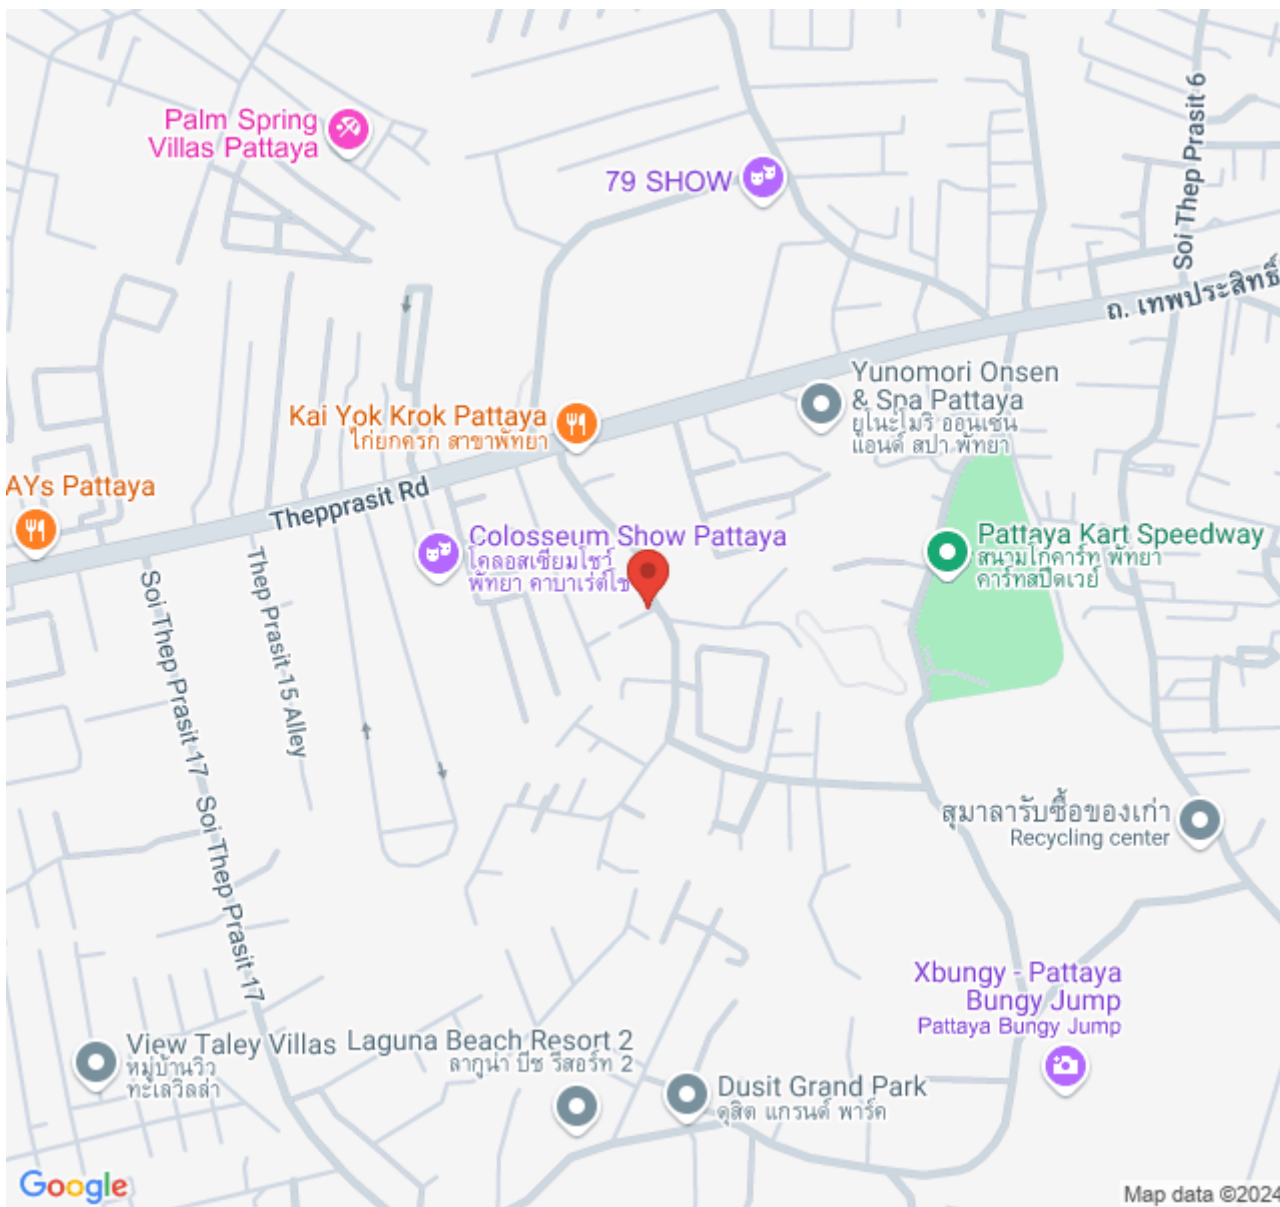 Palm Spring
Villas Pattaya
79 SHOW
Soi Thep Prasit 6
ถ. เทพประสิทธิ์
Yunomori Onsen
& Spa Pattaya
ยูโนะโมริ ออนเซ็น
แอนด์ สปา พัทยา
Kai Yok Krok Pattaya
ไก่ยกครก สาขาพัทยา
AYs Pattaya
Thepprasit Rd
Colosseum Show Pattaya
โคลอสเซียมโชว์
พัทยา คาบาเร่ต์โช
Pattaya Kart Speedway
สนามโกคาร์ท พัทยา
คาร์ทสปีดเวย์
Thep Prasit 15 Alley
Soi Thep Prasit 17
Soi Thep Prasit 17
สุมาลารับซื้อของเก่า
Recycling center
Xbungy - Pattaya
Bungy Jump
Pattaya Bungy Jump
View Taley Villas
หมู่บ้านวิว
ทะเลวิลล่า
Laguna Beach Resort 2
ลากูน่า บีช รีสอร์ท 2
Dusit Grand Park
ดุสิต แกรนด์ พาร์ค
Google
Map data ©2024